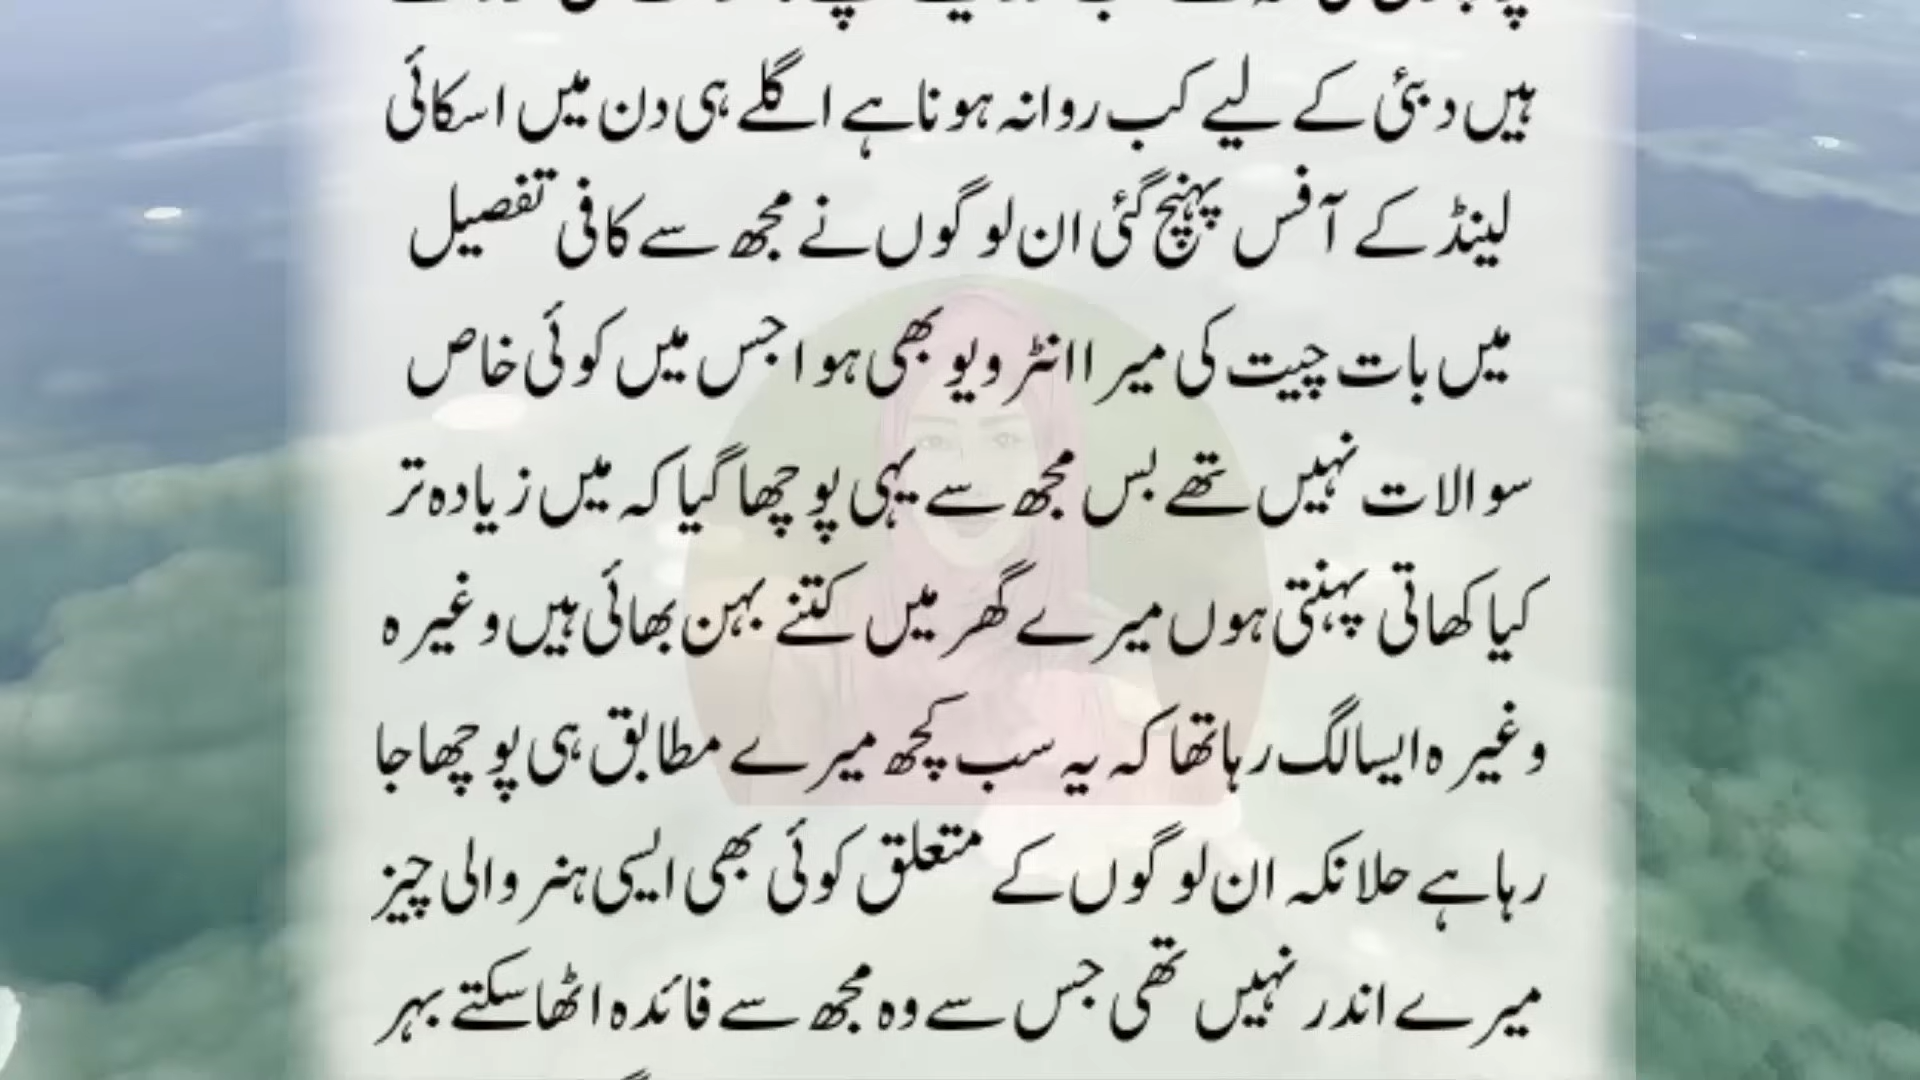 ہیں دبئی کے لیے کب روانہ ہونا ہے اگلے ہی دن میں اسکائی
لینڈ کے آفس پہنچ گئی ان لوگوں نے مجھ سے کافی تفصیل
میں بات چیت کی میرا انٹرویو بھی ہوا جس میں کوئی خاص
سوالات نہیں تھے بس مجھ سے یہی پوچھا گیا کہ میں زیادہ تر
کیا کھاتی پہنتی ہوں میرے گھر میں کتنے بہن بھائی ہیں وغیرہ
وغیرہ ایسا لگ رہا تھا کہ یہ سب کچھ میرے مطابق ہی پوچھا جا
رہا ہے حلانکہ ان لوگوں کے متعلق کوئی بھی ایسی ہنر والی چیز
میرے اندر نہیں تھی جس سے وہ مجھ سے فائدہ اٹھا سکتے بہر